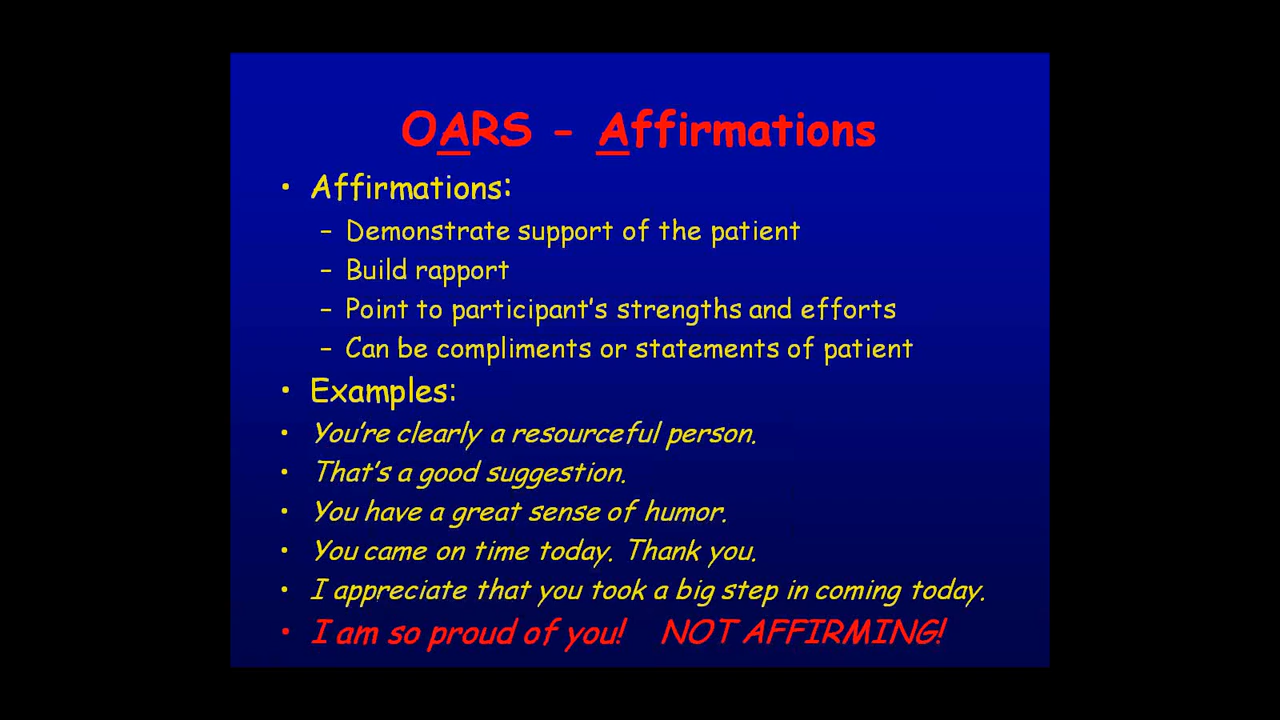 OARS - Affirmations
• Affirmations:
– Demonstrate support of the patient
– Build rapport
– Point to participant's strengths and efforts
– Can be compliments or statements of patient
• Examples:
• You're clearly a resourceful person.
• That's a good suggestion.
• You have a great sense of humor.
• You came on time today. Thank you.
• I appreciate that you took a big step in coming today.
• I am so proud of you! NOT AFFIRMING!